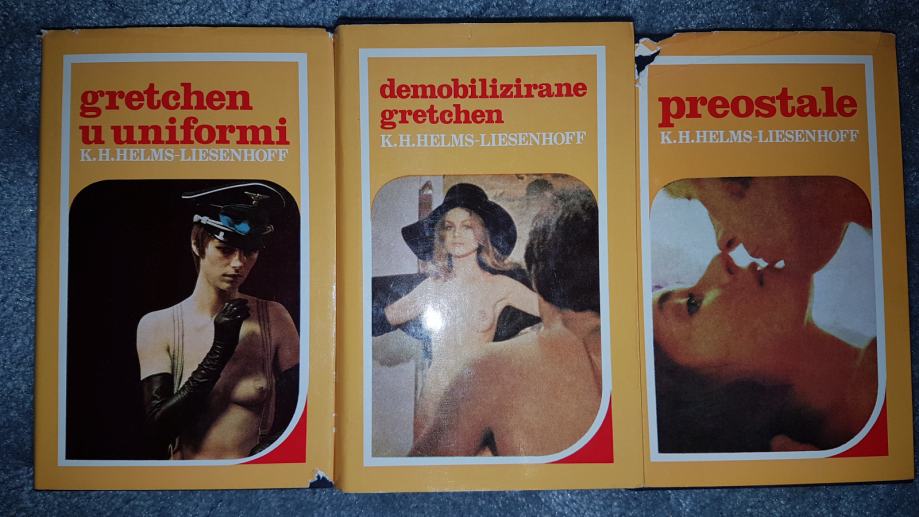 gretchen
u uniformi
K.H.HELMS-LIESENHOFF
demobilizirane
gretchen
K.H.HELMS-LIESENHOFF
preostale
K.H.HELMS-LIESENHOFF